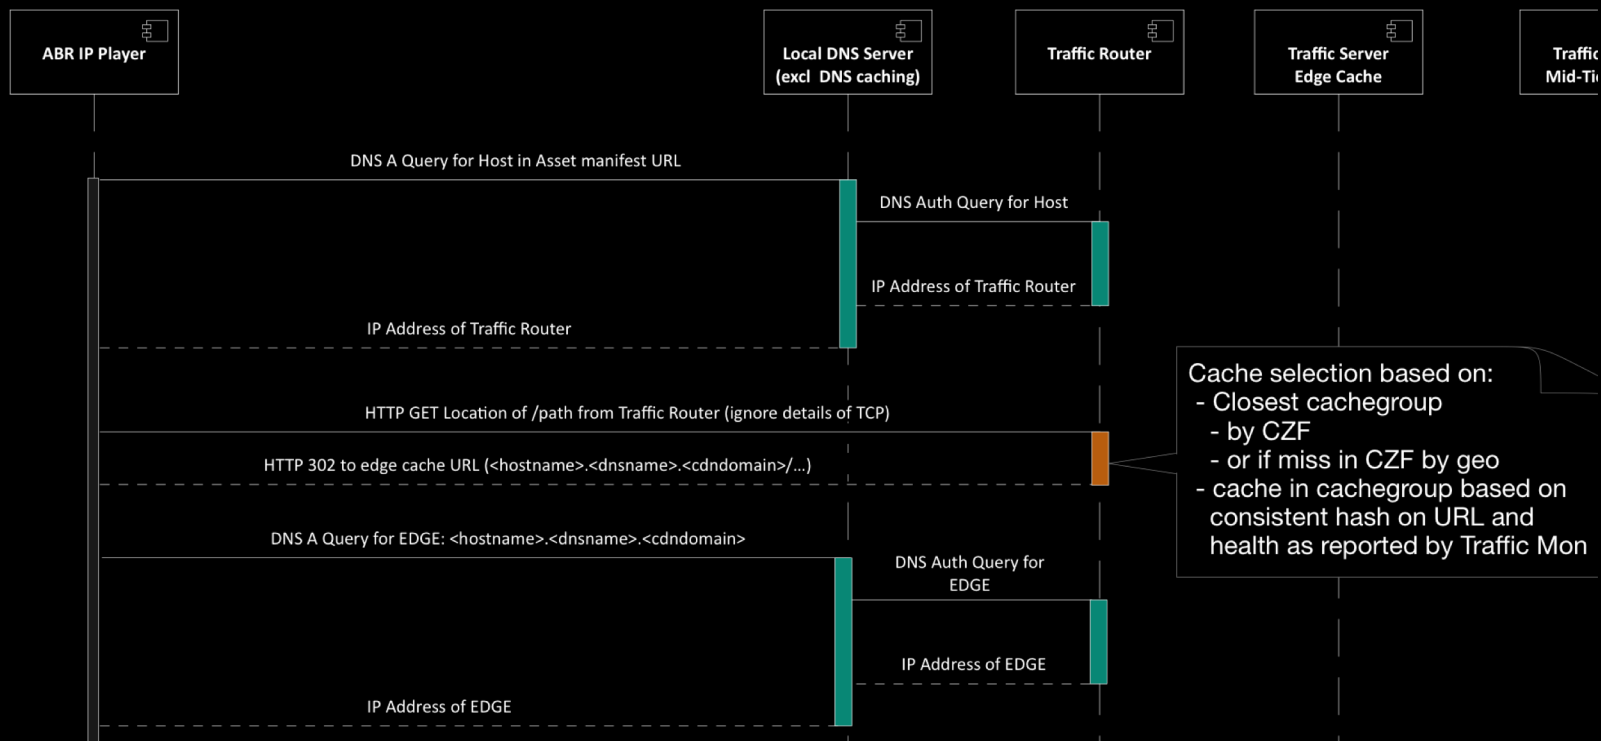 ABR IP Player
Local DNS Server
(excl DNS caching)
Traffic Router
Traffic Server
Edge Cache
DNS A Query for Host in Asset manifest URL
DNS Auth Query for Host
IP Address of Traffic Router
IP Address of Traffic Router
HTTP GET Location of /path from Traffic Router (ignore details of TCP)
HTTP 302 to edge cache URL (<hostname>.<dnsname>.<cdndomain>/...)
Cache selection based on:
- Closest cachegroup
- by CZF
- or if miss in CZF by geo
- cache in cachegroup based on
consistent hash on URL and
health as reported by Traffic Mon
DNS A Query for EDGE: <hostname>.<dnsname>.<cdndomain>
DNS Auth Query for
EDGE
IP Address of EDGE
IP Address of EDGE